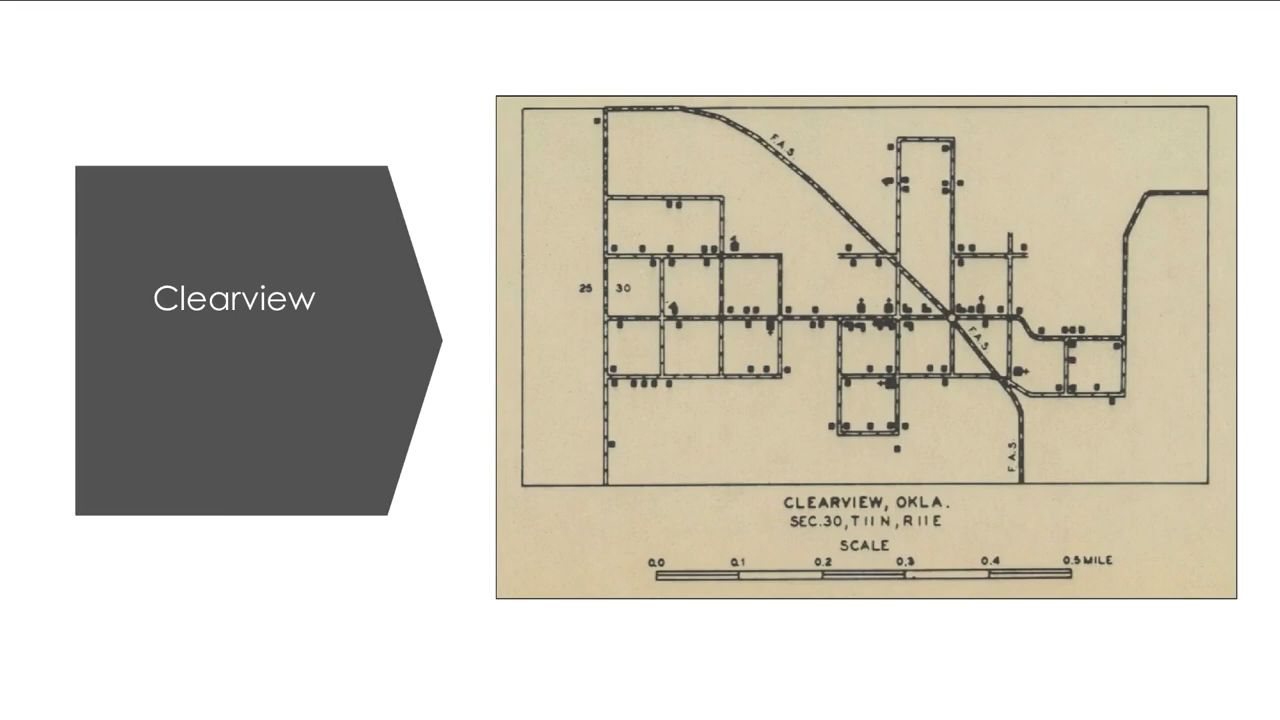 Clearview
F.A.S.
25 30
F.A.S.
F.A.S.
CLEARVIEW, OKLA.
SEC.30, T11N, R11E
SCALE
0.0 0.1 0.2 0.3 0.4 0.5 MILE